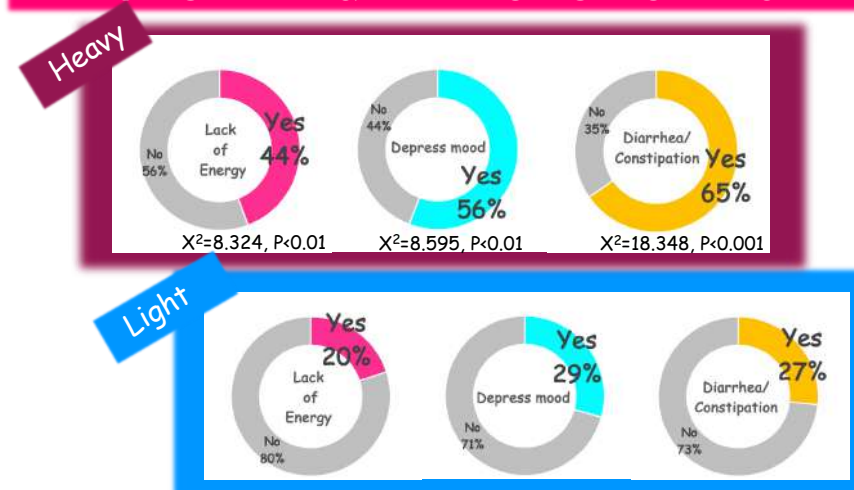 Heavy
Lack
of
Energy
Yes
44%
No
56%
Depress mood
Yes
56%
No
44%
Diarrhea/
Constipation
Yes
65%
No
35%
X²=8.324, P<0.01
X²=8.595, P<0.01
X²=18.348, P<0.001
Light
Lack
of
Energy
Yes
20%
No
80%
Depress mood
Yes
29%
No
71%
Diarrhea/
Constipation
Yes
27%
No
73%